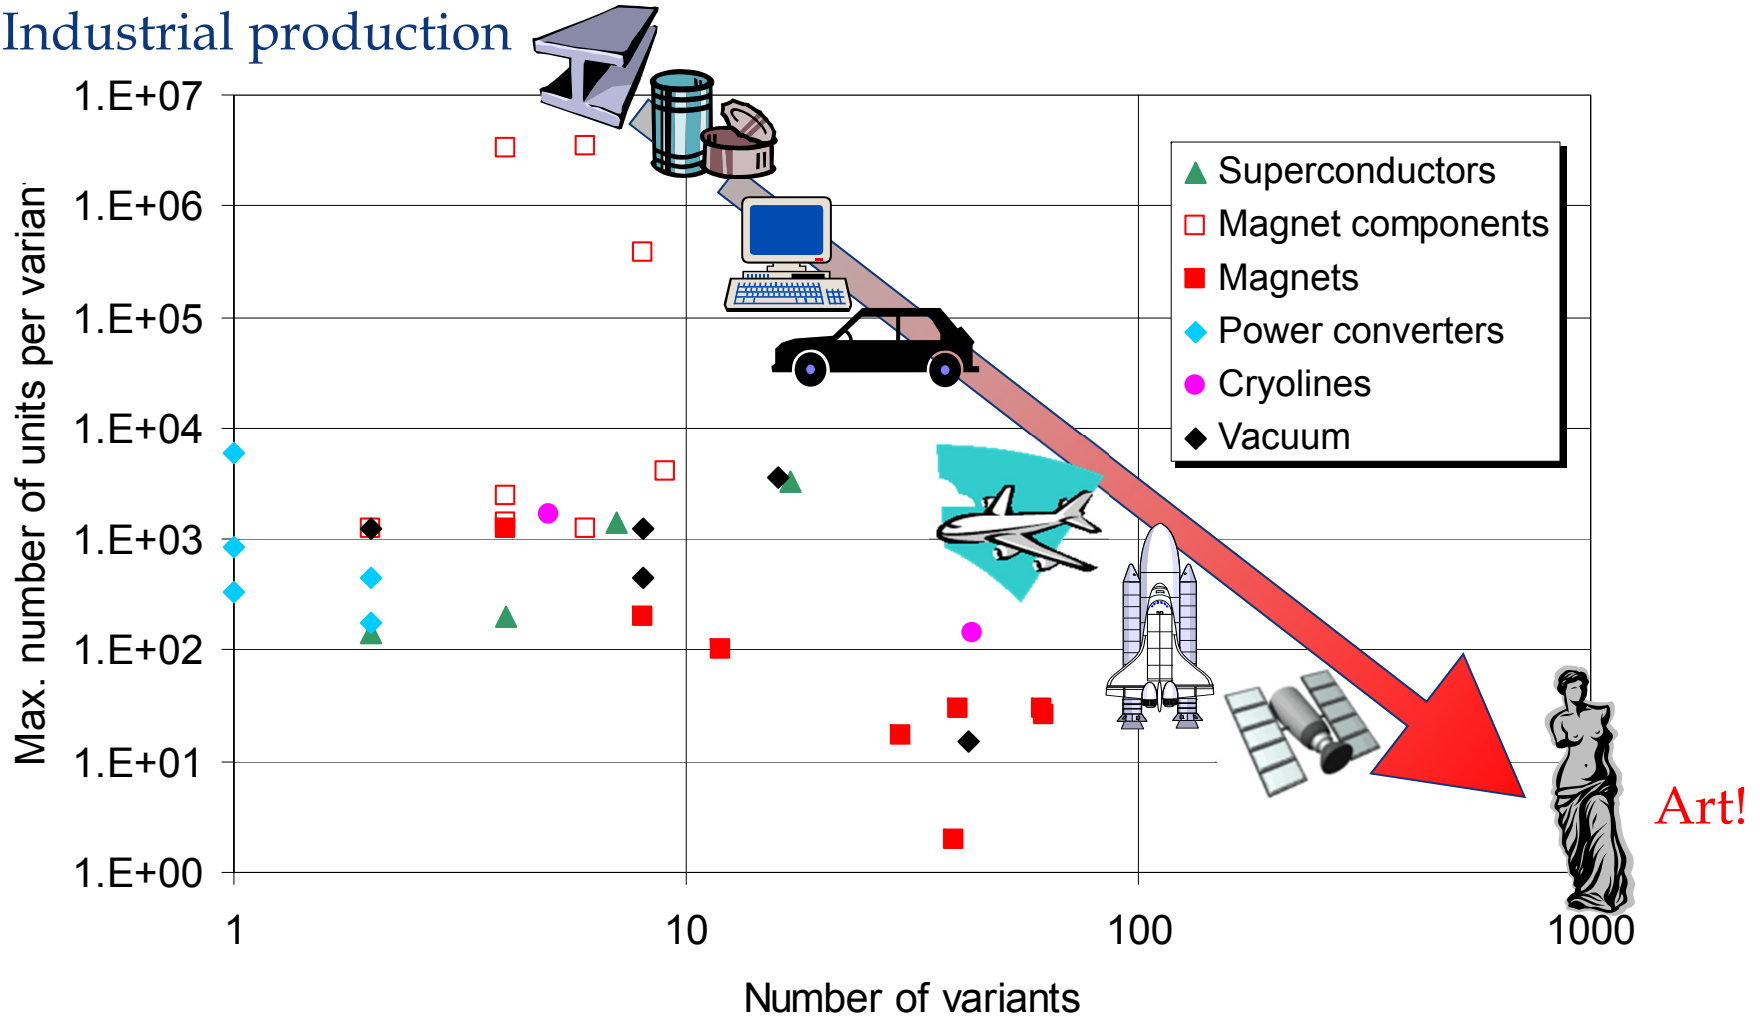 Industrial production
1.E+07
1.E+06
1.E+05
1.E+04
1.E+03
1.E+02
1.E+01
1.E+00
Max. number of units per varian
Superconductors
Magnet components
Magnets
Power converters
Cryolines
Vacuum
Art!
1
10
100
1000
Number of variants